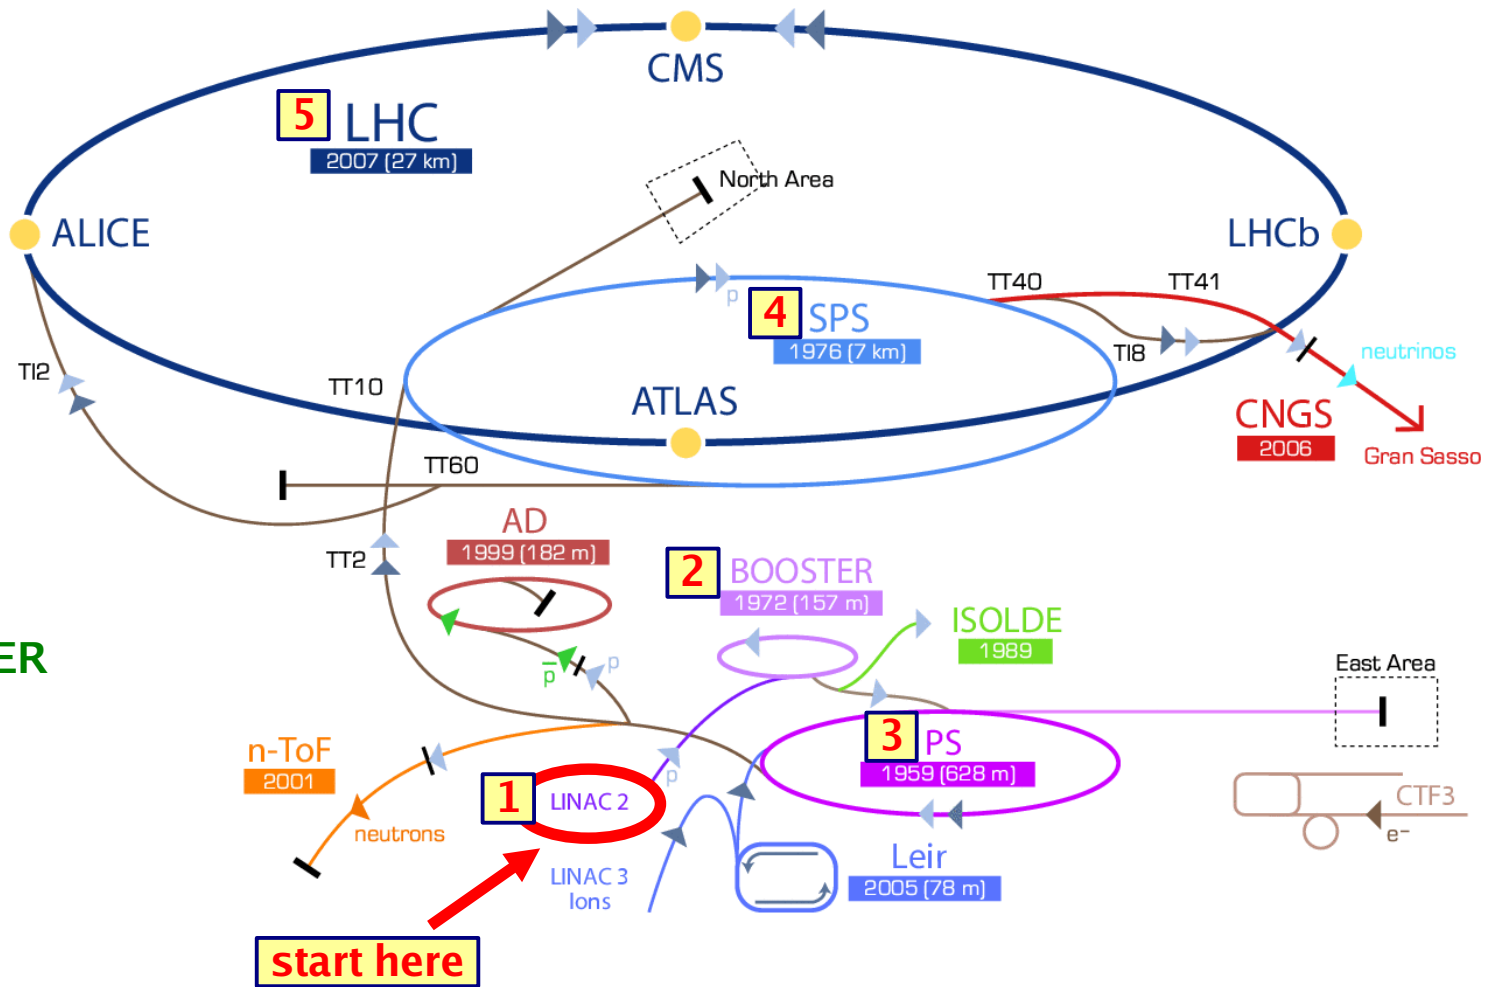 CMS
5 LHC
2007 (27 km)
North Area
ALICE
LHCb
TT40
TT41
p
4 SPS
1976 (7 km)
TI8
neutrinos
TI2
TT10
ATLAS
CNGS
2006
Gran Sasso
TT60
AD
1999 (182 m)
TT2
2 BOOSTER
1972 (157 m)
ISOLDE
1989
ER
p
p̅
East Area
3 PS
1959 (628 m)
n-ToF
2001
p
1 LINAC 2
neutrons
CTF3
e⁻
Leir
2005 (78 m)
LINAC 3
Ions
start here